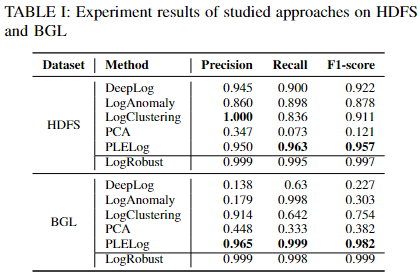 TABLE I: Experiment results of studied approaches on HDFS
and BGL
Dataset Method Precision Recall F1-score
DeepLog 0.945 0.900 0.922
LogAnomaly 0.860 0.898 0.878
LogClustering 1.000 0.836 0.911
HDFS
PCA 0.347 0.073 0.121
PLELog 0.950 0.963 0.957
LogRobust 0.999 0.995 0.997
DeepLog 0.138 0.63 0.227
LogAnomaly 0.179 0.998 0.303
LogClustering 0.914 0.642 0.754
BGL
PCA 0.448 0.333 0.382
PLELog 0.965 0.999 0.982
LogRobust 0.999 0.998 0.999